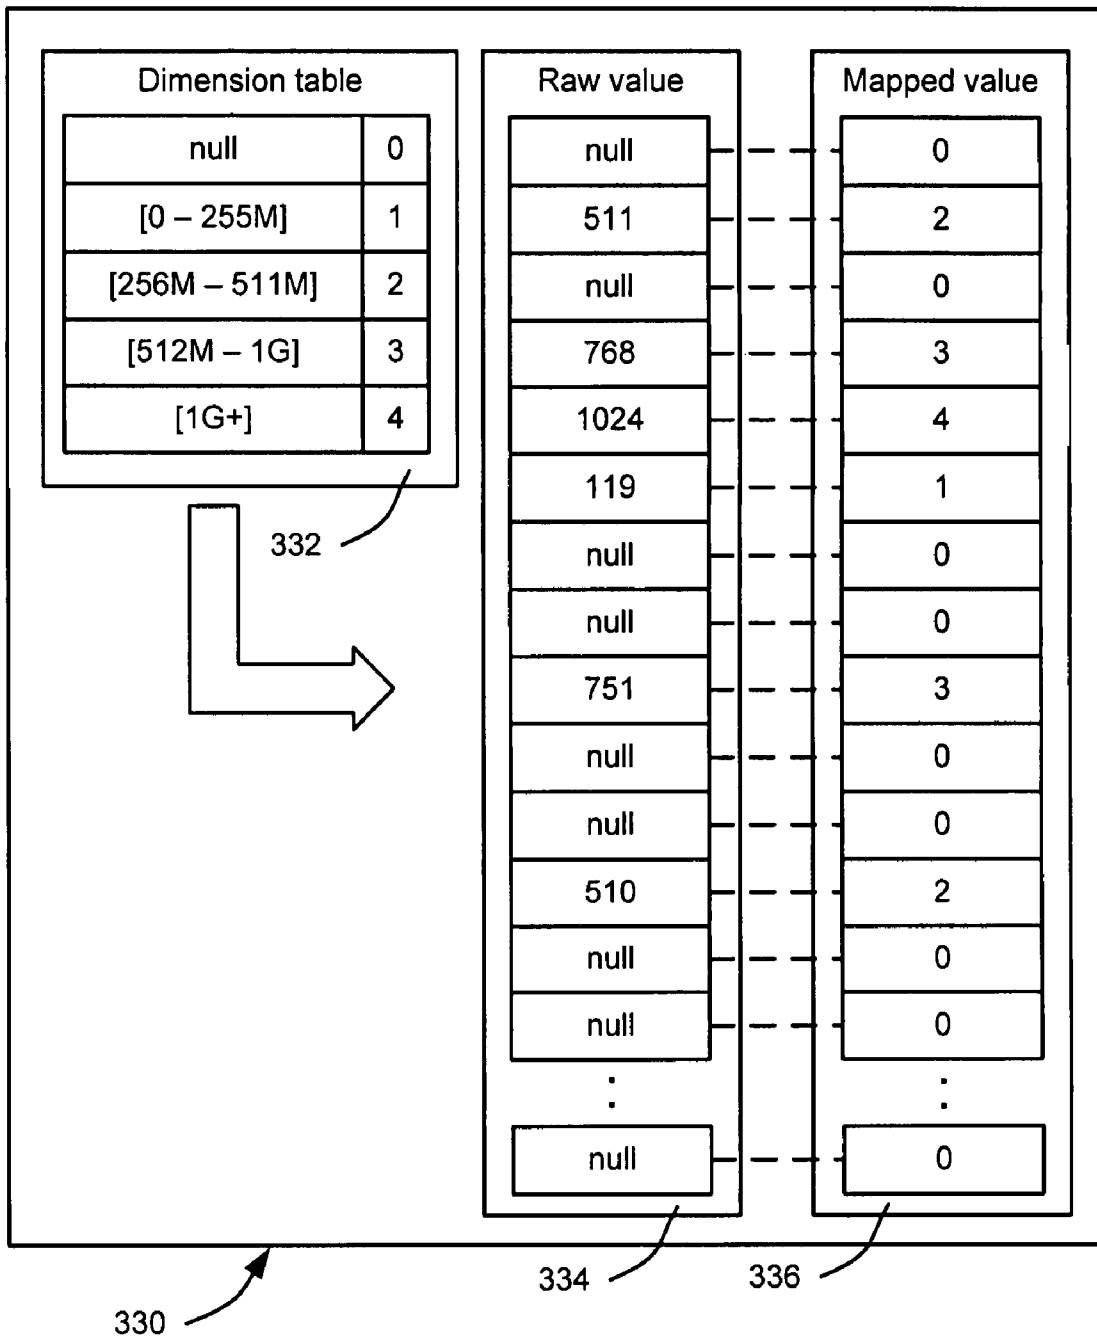 Dimension table
null 0
[0 – 255M] 1
[256M – 511M] 2
[512M – 1G] 3
[1G+] 4
332
Raw value Mapped value
null 0
511 2
null 0
768 3
1024 4
119 1
null 0
null 0
751 3
null 0
null 0
510 2
null 0
null 0
null 0
334 336
330